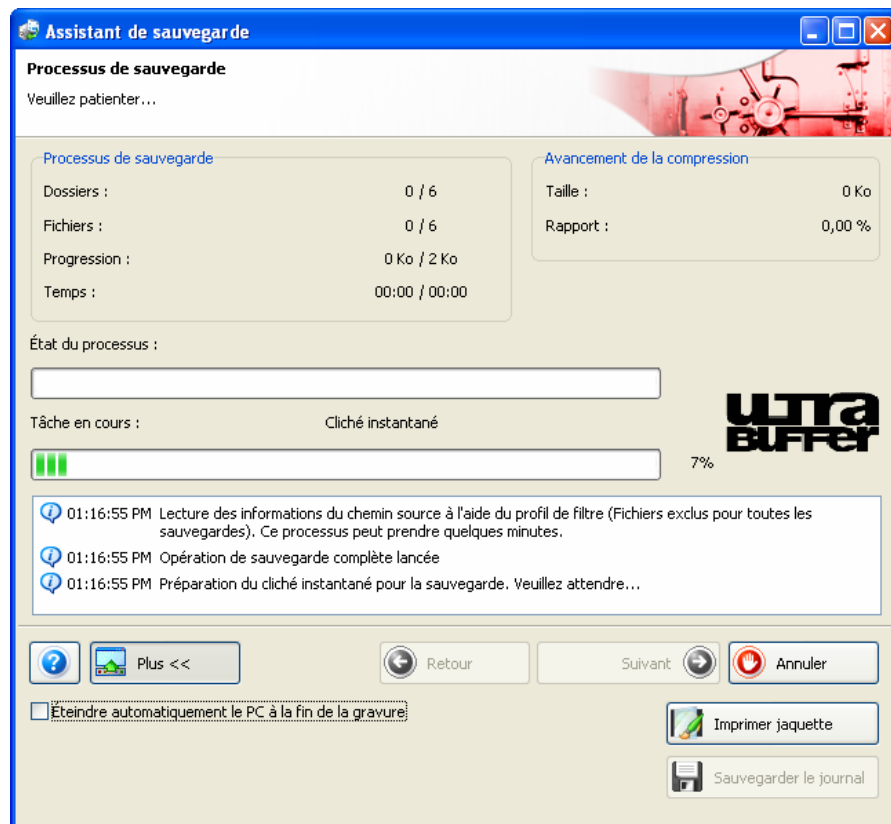 Assistant de sauvegarde
Processus de sauvegarde
Veuillez patienter...
Processus de sauvegarde
Dossiers : 0 / 6
Fichiers : 0 / 6
Progression : 0 Ko / 2 Ko
Temps : 00:00 / 00:00
Avancement de la compression
Taille : 0 Ko
Rapport : 0,00 %
État du processus :
Tâche en cours : Cliché instantané
7%
ultra
buffer
01:16:55 PM Lecture des informations du chemin source à l'aide du profil de filtre (Fichiers exclus pour toutes les
sauvegardes). Ce processus peut prendre quelques minutes.
01:16:55 PM Opération de sauvegarde complète lancée
01:16:55 PM Préparation du cliché instantané pour la sauvegarde. Veuillez attendre...
? Plus << Retour Suivant Annuler
Éteindre automatiquement le PC à la fin de la gravure
Imprimer jaquette
Sauvegarder le journal